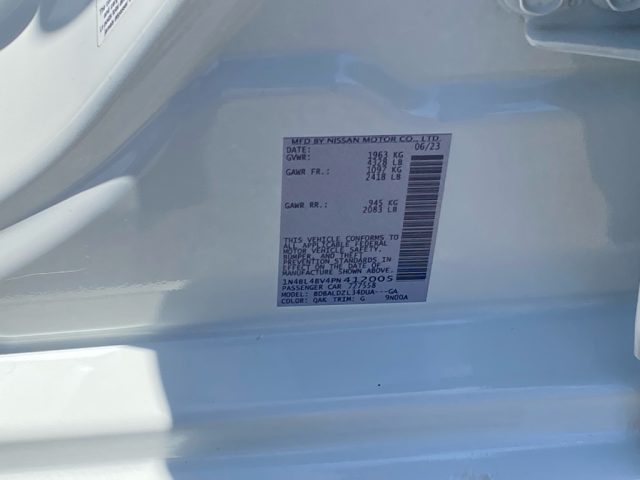 MFD BY NISSAN MOTOR CO., LTD.
DATE: 06/23
GVWR: 1963 KG
4328 LB
GAWR FR.: 1097 KG
2418 LB
GAWR RR.: 945 KG
2083 LB
THIS VEHICLE CONFORMS TO
ALL APPLICABLE FEDERAL
MOTOR VEHICLE SAFETY,
BUMPER, AND THEFT
PREVENTION STANDARDS
IN EFFECT ON THE DATE OF
MANUFACTURE SHOWN ABOVE.
1N4BL4BV4PN412005
PASSENGER CAR 777558
MODEL: BDBALDZL34DUA---GA
COLOR: QAK TRIM: G 9N00A